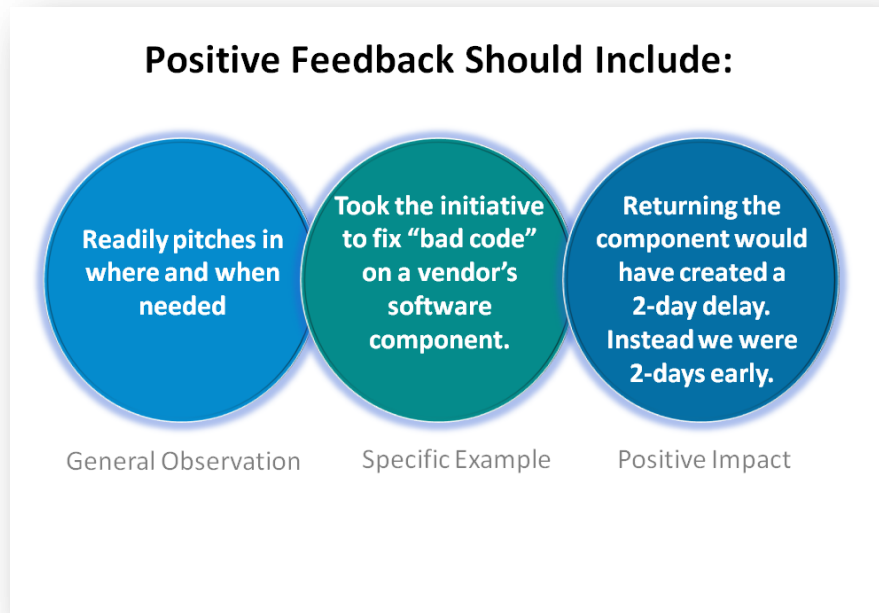 Positive Feedback Should Include:
Readily pitches in
where and when
needed
Took the initiative
to fix “bad code”
on a vendor’s
software
component.
Returning the
component would
have created a
2-day delay.
Instead we were
2-days early.
General Observation
Specific Example
Positive Impact